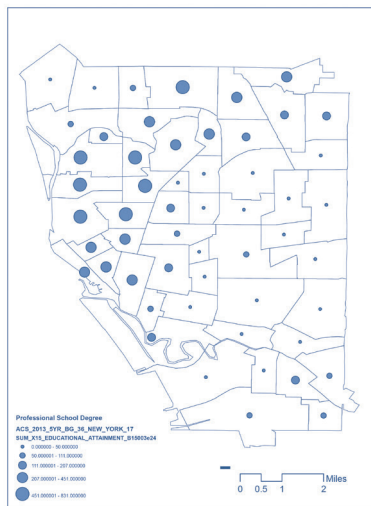 Professional School Degree
ACS_2013_5YR_BG_36_NEW_YORK_17
SUM_X15_EDUCATIONAL_ATTAINMENT_B15003e24
0.000000 - 50.000000
50.000001 - 111.000000
111.000001 - 207.000000
207.000001 - 451.000000
451.000001 - 831.000000
Miles
0 0.5 1 2